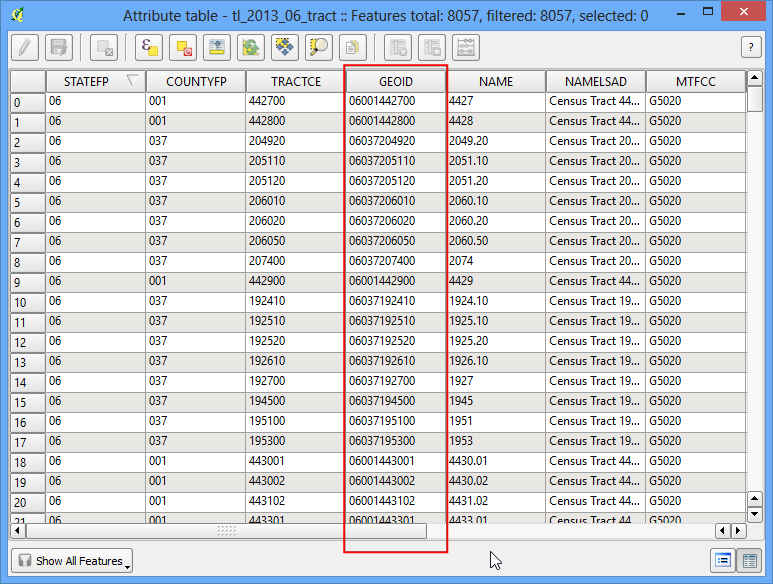 Attribute table - tl_2013_06_tract :: Features total: 8057, filtered: 8057, selected: 0
?
STATEFP COUNTYFP TRACTCE GEOID NAME NAMELSAD MTFCC
0 06 001 442700 06001442700 4427 Census Tract 44... G5020
1 06 001 442800 06001442800 4428 Census Tract 44... G5020
2 06 037 204920 06037204920 2049.20 Census Tract 20... G5020
3 06 037 205110 06037205110 2051.10 Census Tract 20... G5020
4 06 037 205120 06037205120 2051.20 Census Tract 20... G5020
5 06 037 206010 06037206010 2060.10 Census Tract 20... G5020
6 06 037 206020 06037206020 2060.20 Census Tract 20... G5020
7 06 037 206050 06037206050 2060.50 Census Tract 20... G5020
8 06 037 207400 06037207400 2074 Census Tract 20... G5020
9 06 001 442900 06001442900 4429 Census Tract 44... G5020
10 06 037 192410 06037192410 1924.10 Census Tract 19... G5020
11 06 037 192510 06037192510 1925.10 Census Tract 19... G5020
12 06 037 192520 06037192520 1925.20 Census Tract 19... G5020
13 06 037 192610 06037192610 1926.10 Census Tract 19... G5020
14 06 037 192700 06037192700 1927 Census Tract 19... G5020
15 06 037 194500 06037194500 1945 Census Tract 19... G5020
16 06 037 195100 06037195100 1951 Census Tract 19... G5020
17 06 037 195300 06037195300 1953 Census Tract 19... G5020
18 06 001 443001 06001443001 4430.01 Census Tract 44... G5020
19 06 001 443002 06001443002 4430.02 Census Tract 44... G5020
20 06 001 443102 06001443102 4431.02 Census Tract 44... G5020
21 06 001 443301 06001443301 4433.01 Census Tract 44... G5020
Show All Features